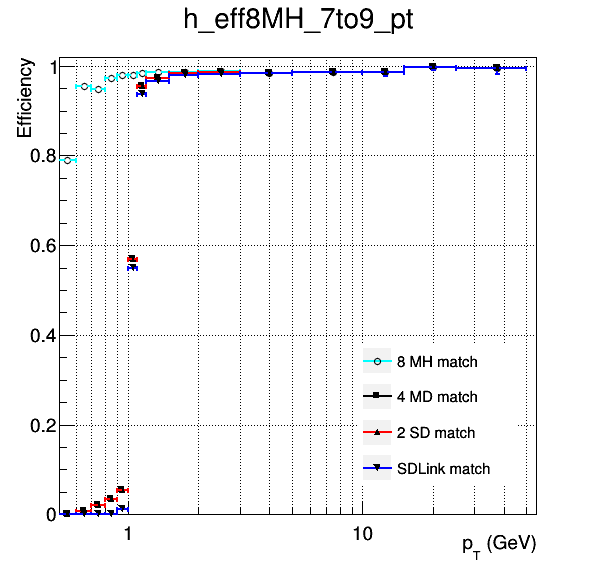 h_eff8MH_7to9_pt
Efficiency
1
0.8
0.6
0.4
0.2
0
8 MH match
4 MD match
2 SD match
SDLink match
1
10
p_T (GeV)